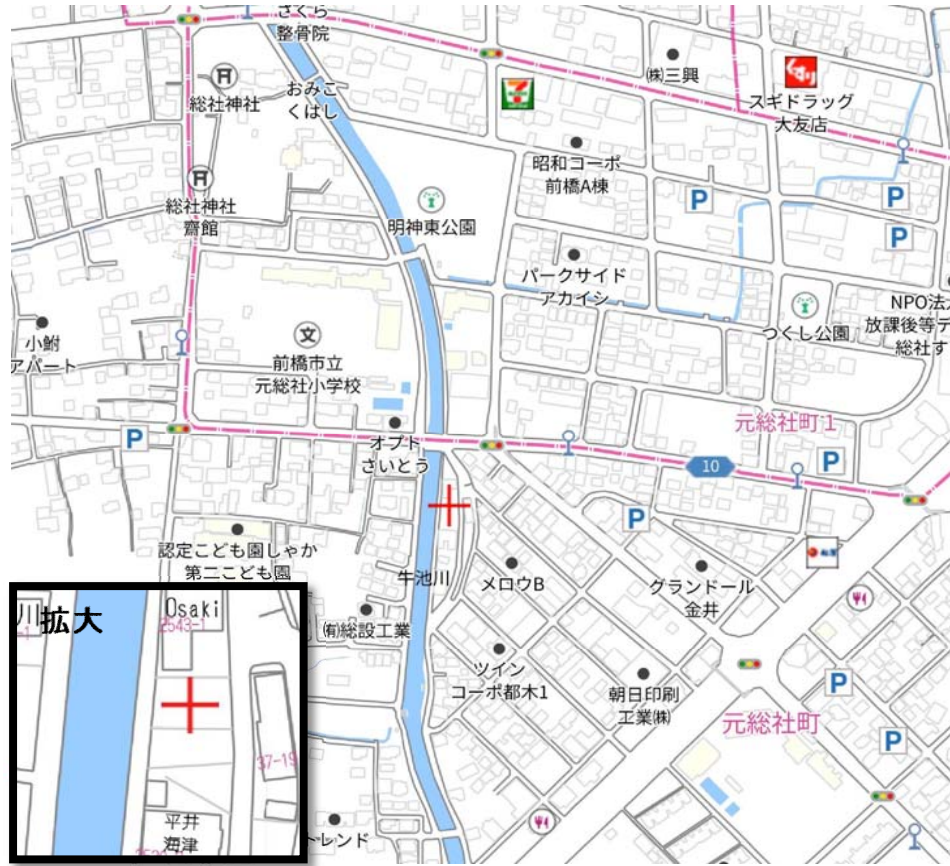 さくら
整骨院
総社神社
おみこ
くはし
㈱三興
くすり
スギドラッグ
大友店
昭和コーポ
前橋A棟
総社神社
齋館
明神東公園
P
P
P
パークサイド
アカイシ
つくし公園
NPO法
放課後等デ
総社す
小鮒
アパート
文
前橋市立
元総社小学校
元総社町1
オプト
さいとう
P
10
P
P
認定こども園しゃか
第二こども園
牛池川
メロウB
グランドール
金井
㈲総設工業
ツイン
コーポ都木1
朝日印刷
工業㈱
P
元総社町
P
トレンド
川
拡大
Osaki
2543-1
37-19
平井
海津